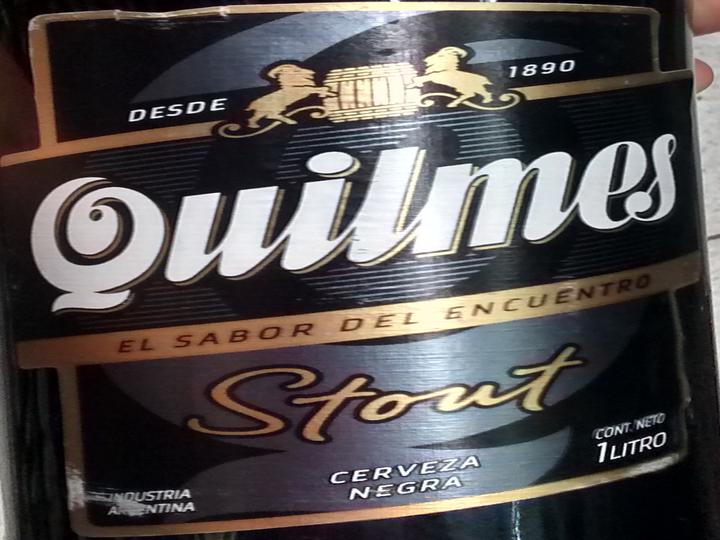 DESDE 1890
Quilmes
EL SABOR DEL ENCUENTRO
Stout
CONT. NETO
1 LITRO
CERVEZA
NEGRA
INDUSTRIA
ARGENTINA